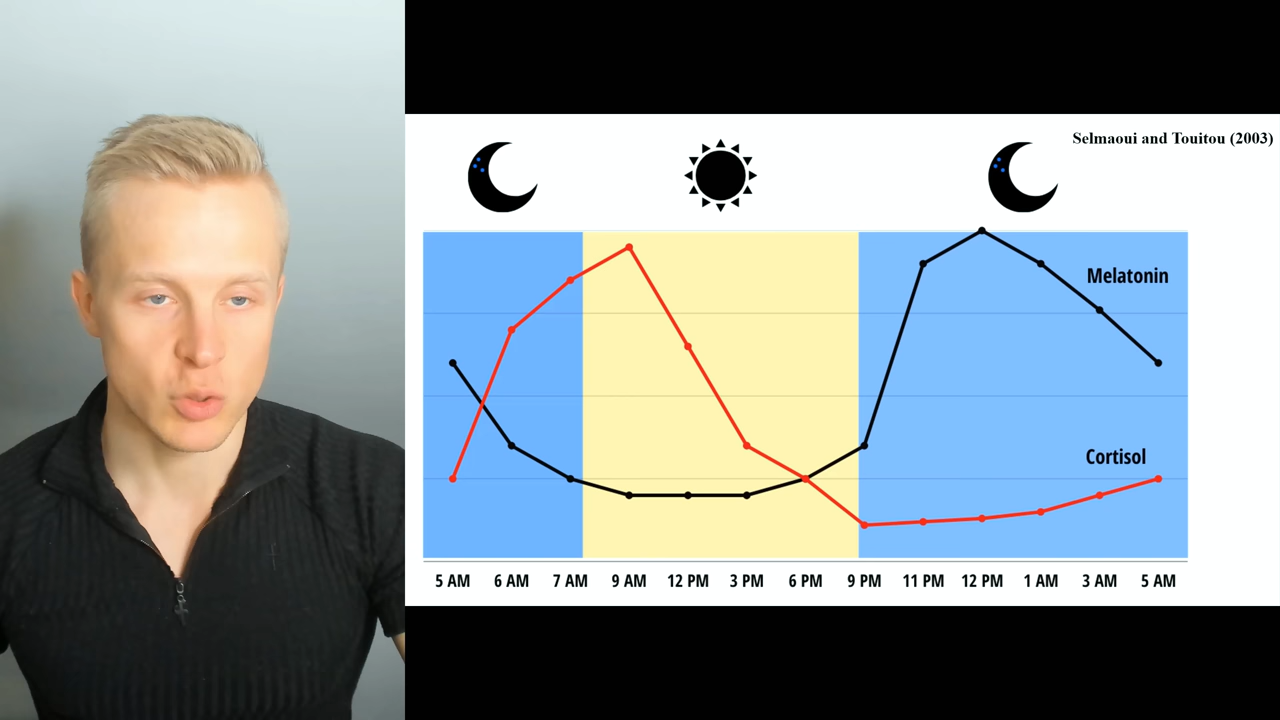 Selmaoui and Touitou (2003)
Melatonin
Cortisol
5 AM 6 AM 7 AM 9 AM 12 PM 3 PM 6 PM 9 PM 11 PM 12 PM 1 AM 3 AM 5 AM